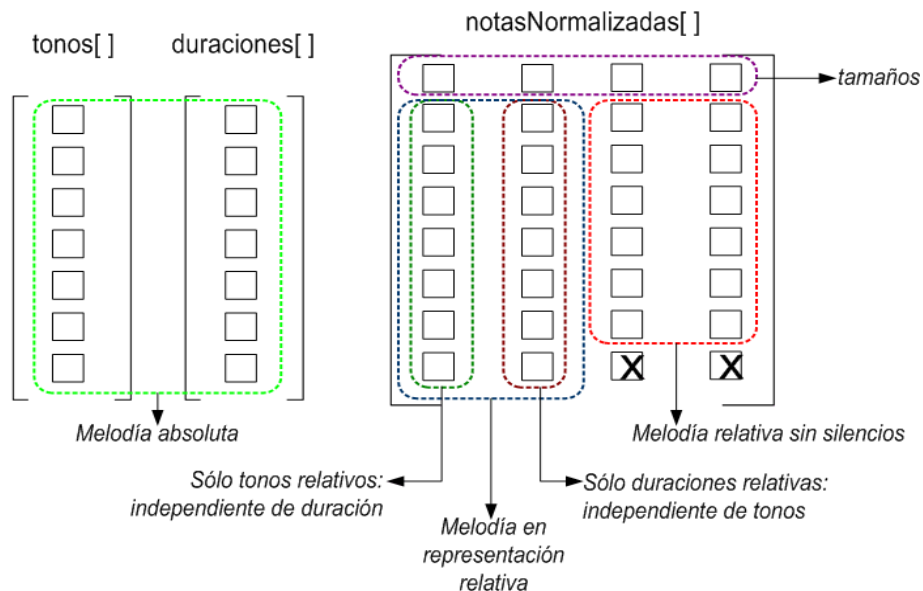 notasNormalizadas[ ]
tonos[ ]
duraciones[ ]
tamaños
X
X
Melodía absoluta
Melodía relativa sin silencios
Sólo tonos relativos:
independiente de duración
Sólo duraciones relativas:
independiente de tonos
Melodía en
representación
relativa